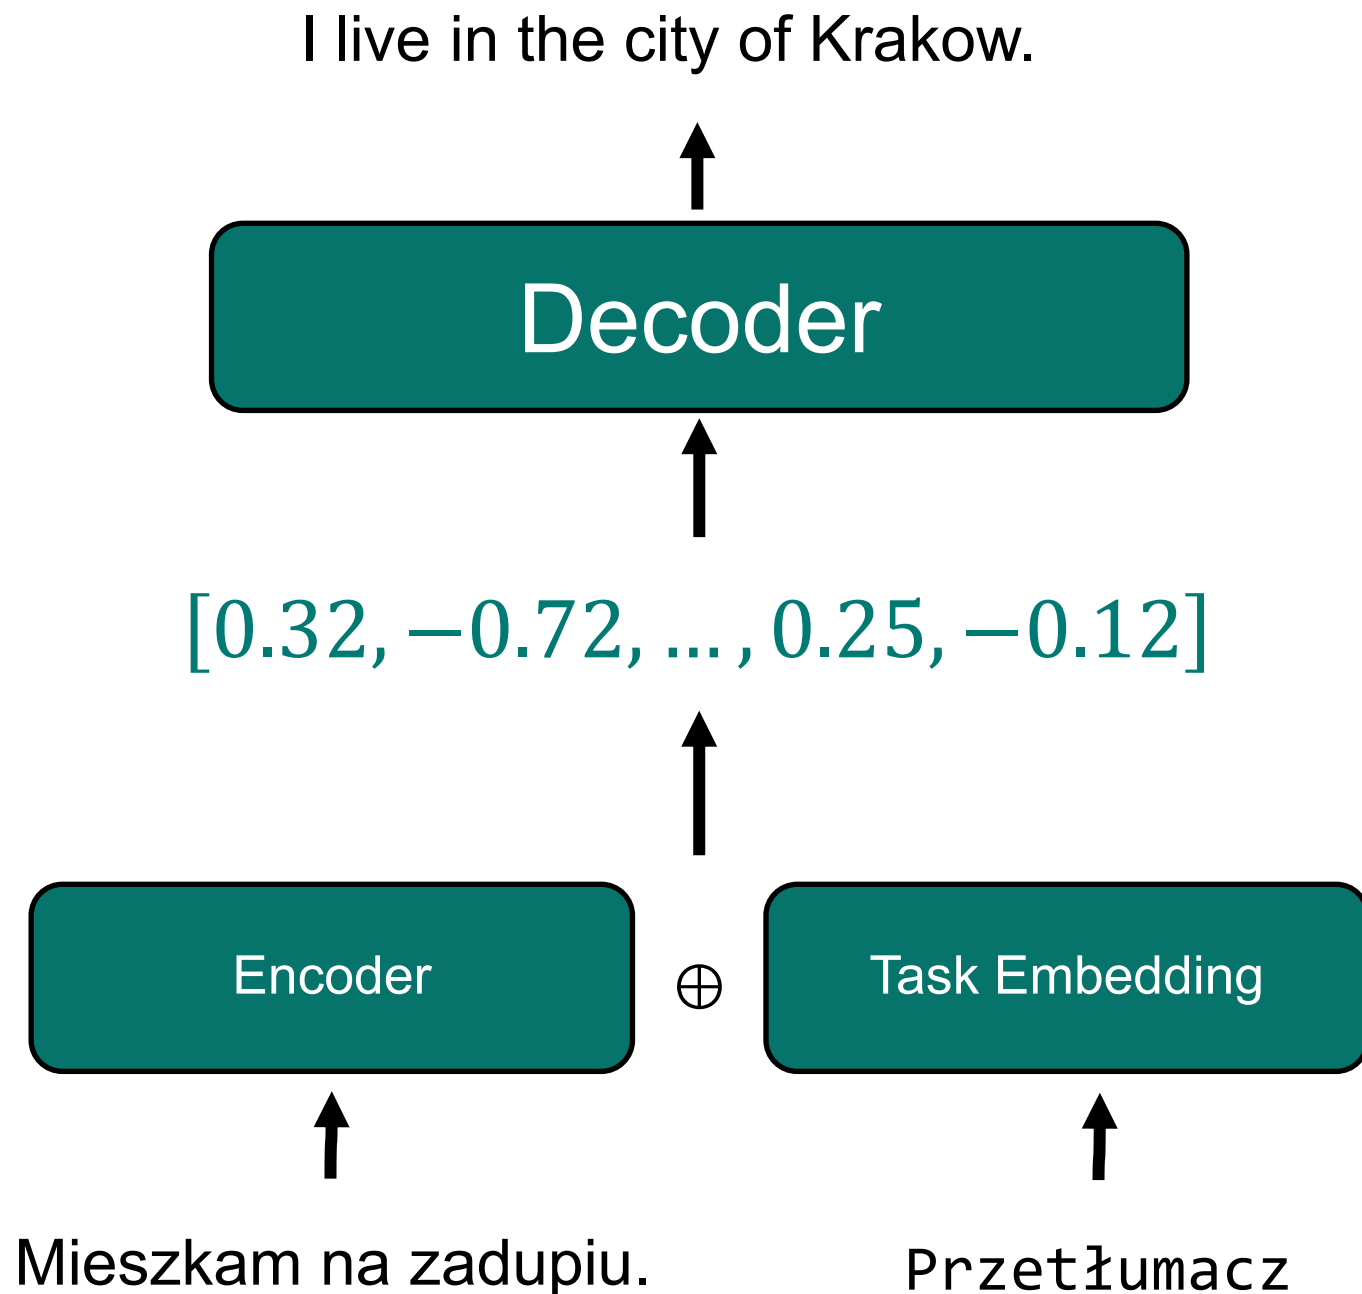 I live in the city of Krakow.
Decoder
[0.32, −0.72, … , 0.25, −0.12]
Encoder ⊕ Task Embedding
Mieszkam na zadupiu. Przetłumacz